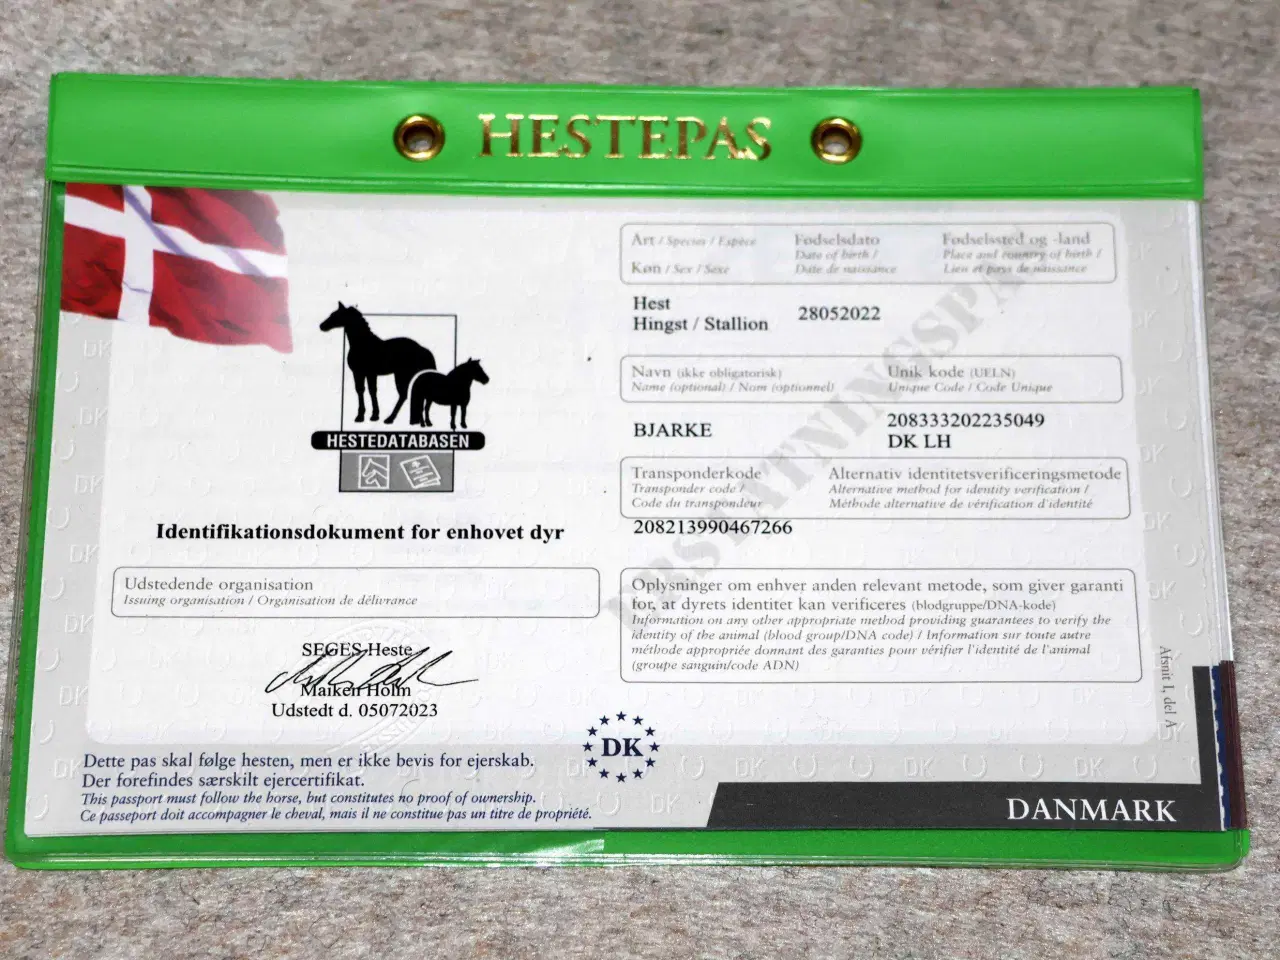 HESTEPAS
Art / Species / Espèce
Fødselsdato
Date of birth /
Date de naissance
Fødselssted og -land
Place and country of birth /
Lieu et pays de naissance
Køn / Sex / Sexe
Hest
Hingst / Stallion
28052022
Navn (ikke obligatorisk)
Name (optional) / Nom (optionnel)
Unik kode (UELN)
Unique Code / Code Unique
BJARKE
208333202235049
DK LH
Transponderkode
Transponder code /
Code du transpondeur
Alternativ identitetsverificeringsmetode
Alternative method for identity verification /
Méthode alternative de vérification d'identité
208213990467266
Oplysninger om enhver anden relevant metode, som giver garanti
for, at dyrets identitet kan verificeres (blodgruppe/DNA-kode)
Information on any other appropriate method providing guarantees to verify the
identity of the animal (blood group/DNA code) / Information sur toute autre
méthode appropriée donnant des garanties pour vérifier l'identité de l'animal
(groupe sanguin/code ADN)
HESTEDATABASEN
Identifikationsdokument for enhovet dyr
Udstedende organisation
Issuing organisation / Organisation de délivrance
SEGES Heste
Maiken Holm
Udstedt d. 05072023
Dette pas skal følge hesten, men er ikke bevis for ejerskab.
Der forefindes særskilt ejercertifikat.
This passport must follow the horse, but constitutes no proof of ownership.
Ce passeport doit accompagner le cheval, mais il ne constitue pas un titre de propriété.
DK
Afsnit I, del A
DANMARK